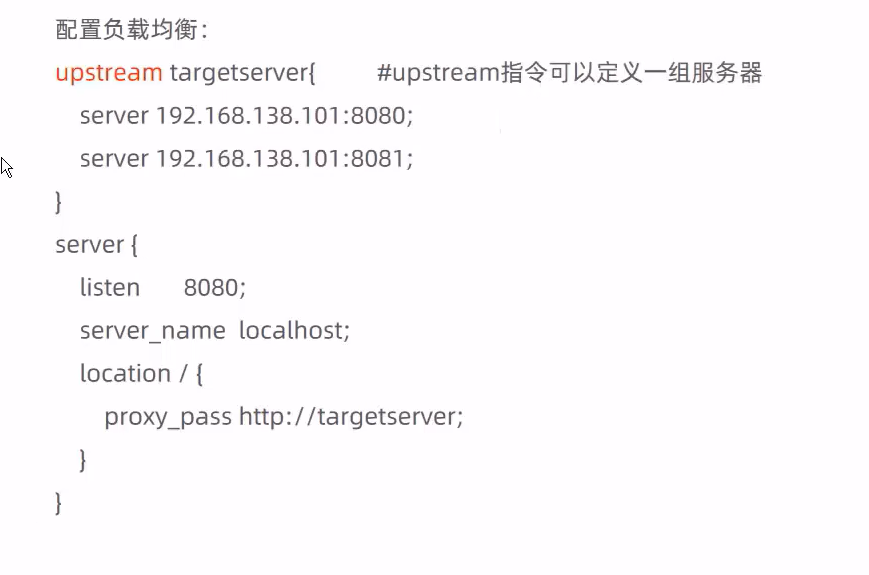 配置负载均衡：
upstream targetserver{ #upstream指令可以定义一组服务器
server 192.168.138.101:8080;
server 192.168.138.101:8081;
}
server {
listen 8080;
server_name localhost;
location / {
proxy_pass http://targetserver;
}
}